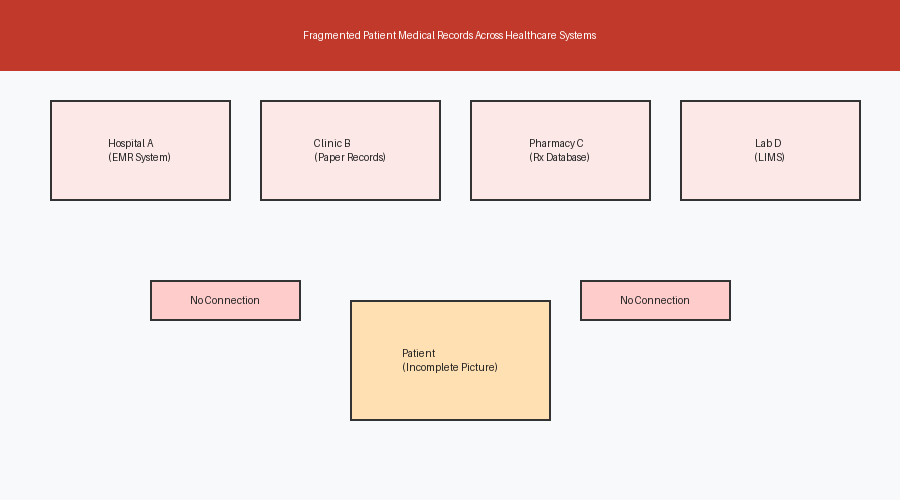 Fragmented Patient Medical Records Across Healthcare Systems
Hospital A
(EMR System)
Clinic B
(Paper Records)
Pharmacy C
(Rx Database)
Lab D
(LIMS)
No Connection
No Connection
Patient
(Incomplete Picture)